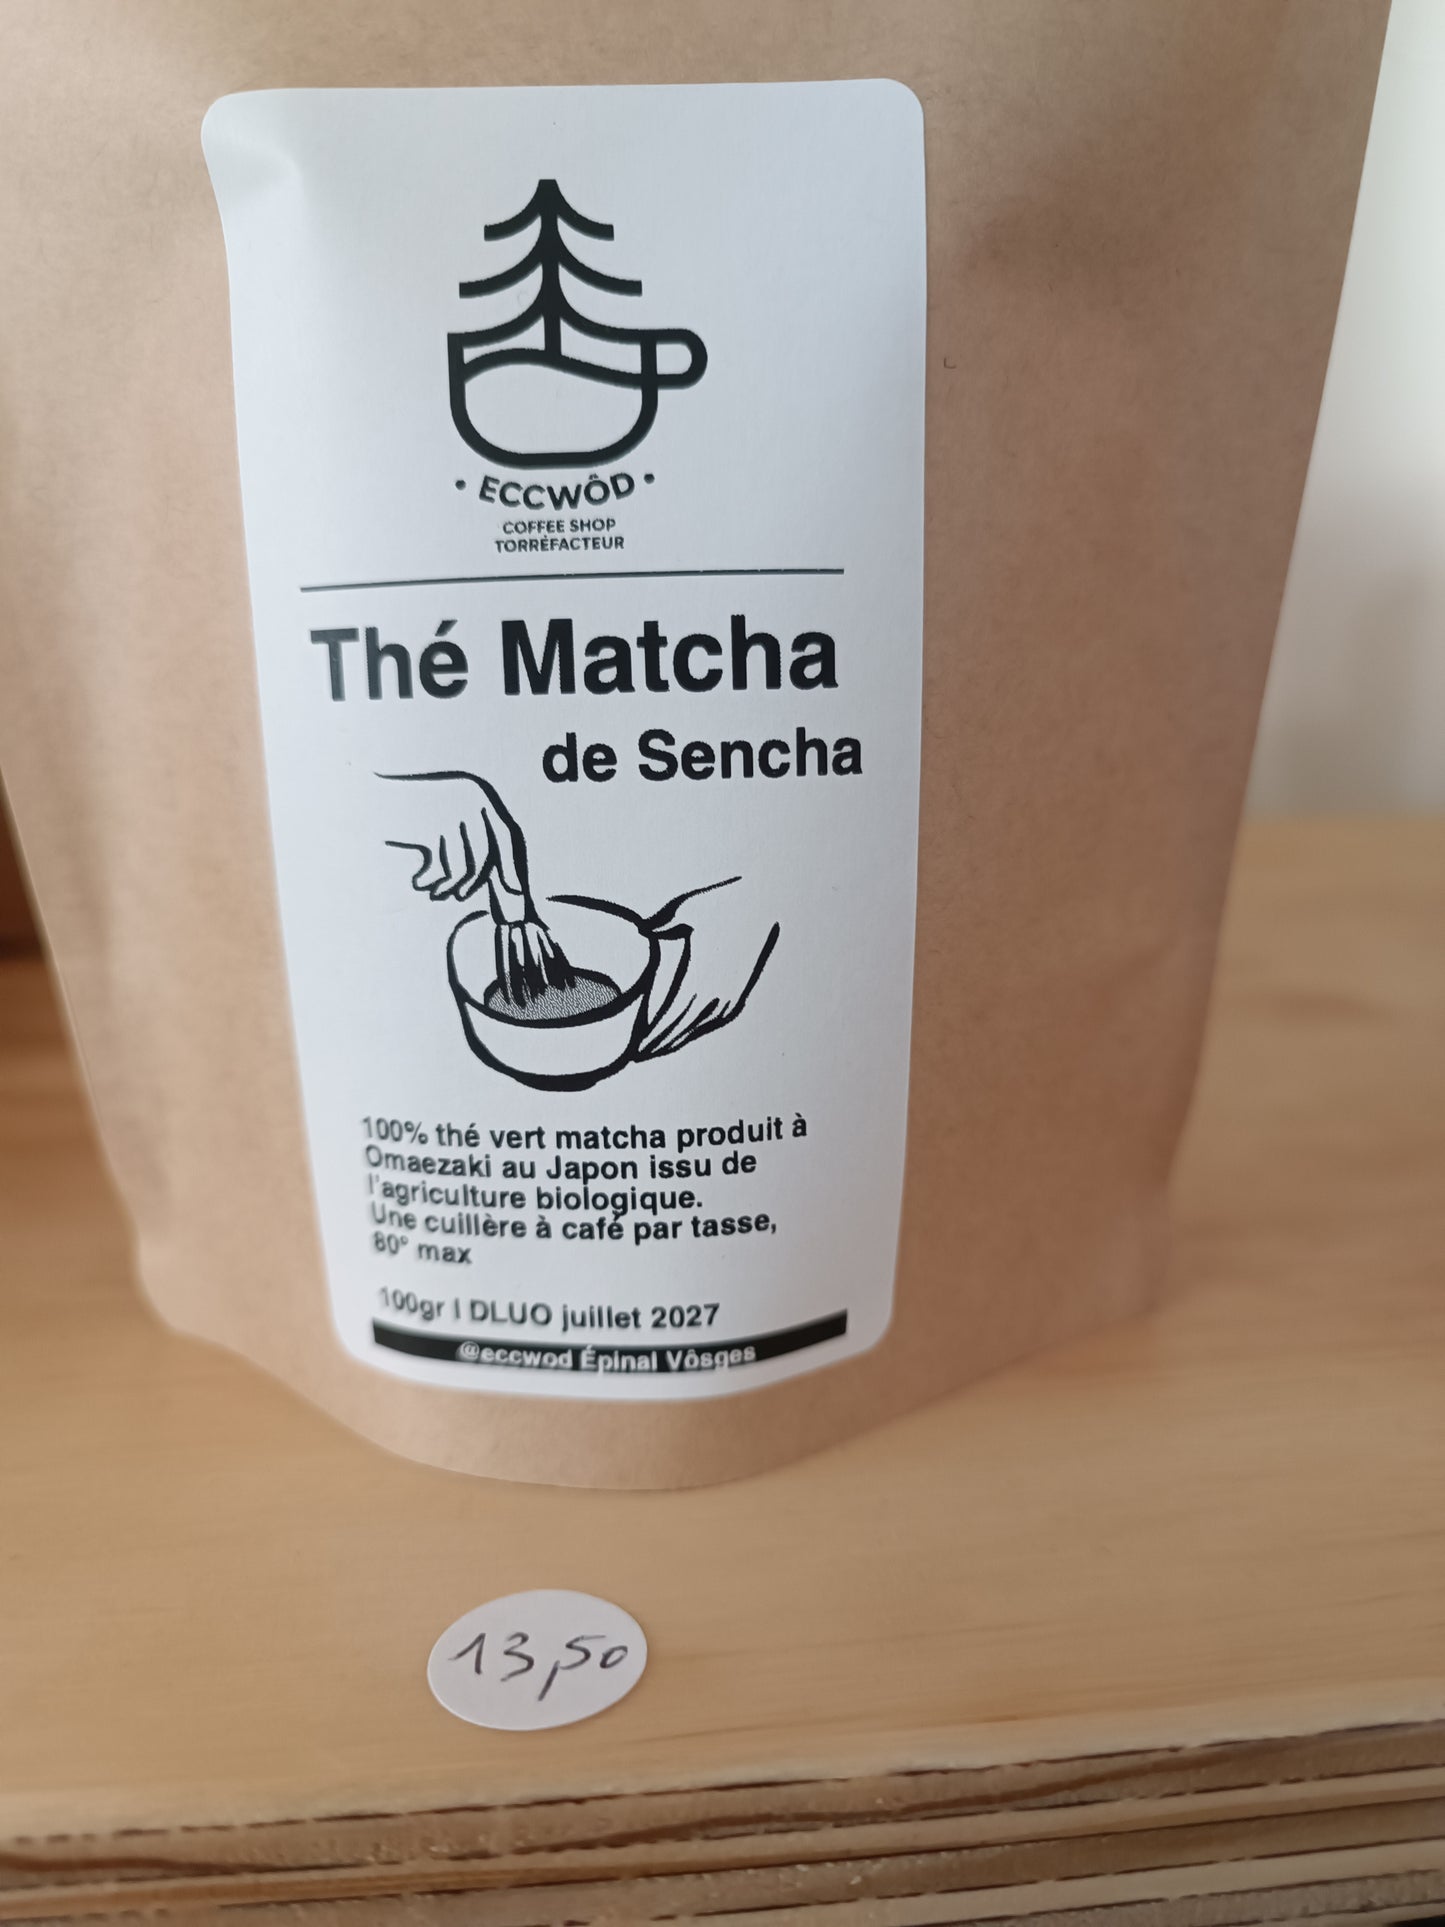 • ECCWÔD •
COFFEE SHOP
TORRÉFACTEUR
Thé Matcha
de Sencha
100% thé vert matcha produit à
Omaezaki au Japon issu de
l'agriculture biologique.
Une cuillère à café par tasse,
80° max
100gr I DLUO juillet 2027
@eccwod Épinal Vôsges
13,50